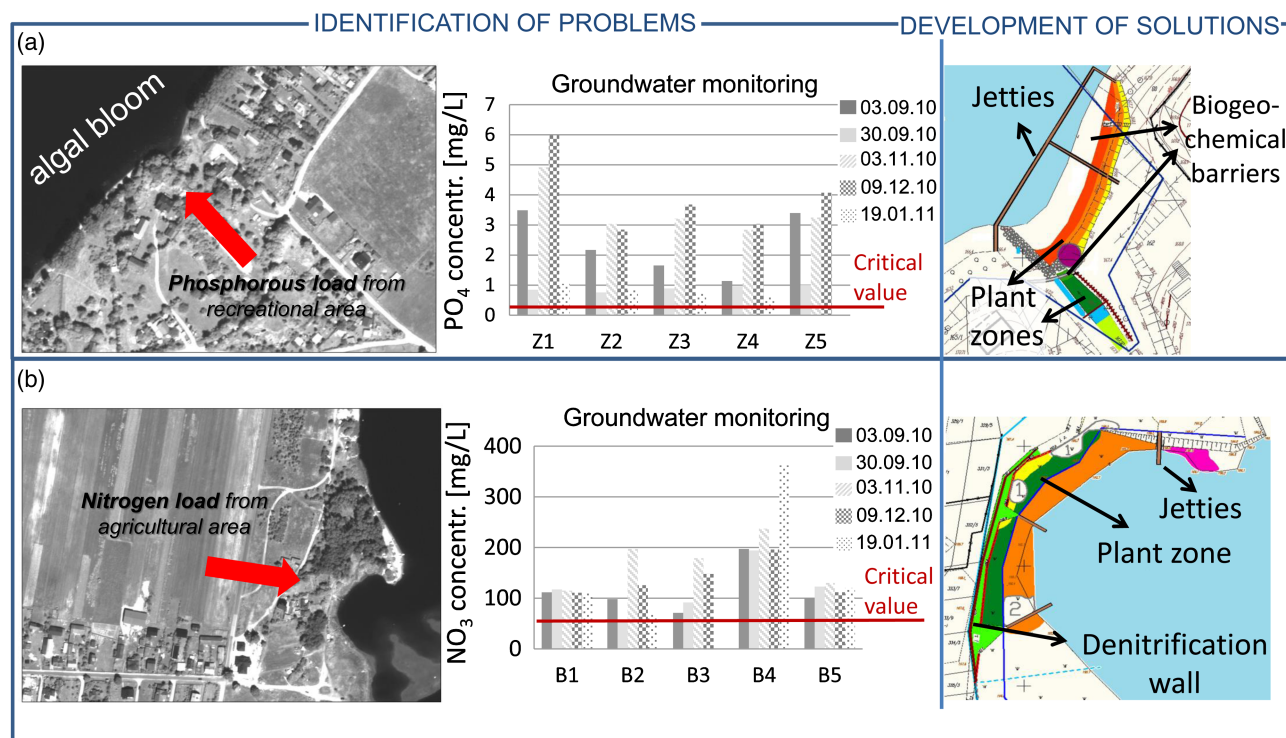 IDENTIFICATION OF PROBLEMS
DEVELOPMENT OF SOLUTIONS
(a)
algal bloom
Phosphorous load from
recreational area
Groundwater monitoring
PO4 concentr. [mg/L]
7
6
5
4
3
2
1
0
Z1 Z2 Z3 Z4 Z5
03.09.10
30.09.10
03.11.10
09.12.10
19.01.11
Critical
value
Jetties
Biogeo-
chemical
barriers
Plant
zones
(b)
Nitrogen load from
agricultural area
Groundwater monitoring
NO3 concentr. [mg/L]
400
300
200
100
0
B1 B2 B3 B4 B5
03.09.10
30.09.10
03.11.10
09.12.10
19.01.11
Critical
value
1
1
2
Jetties
Plant zone
Denitrification
wall